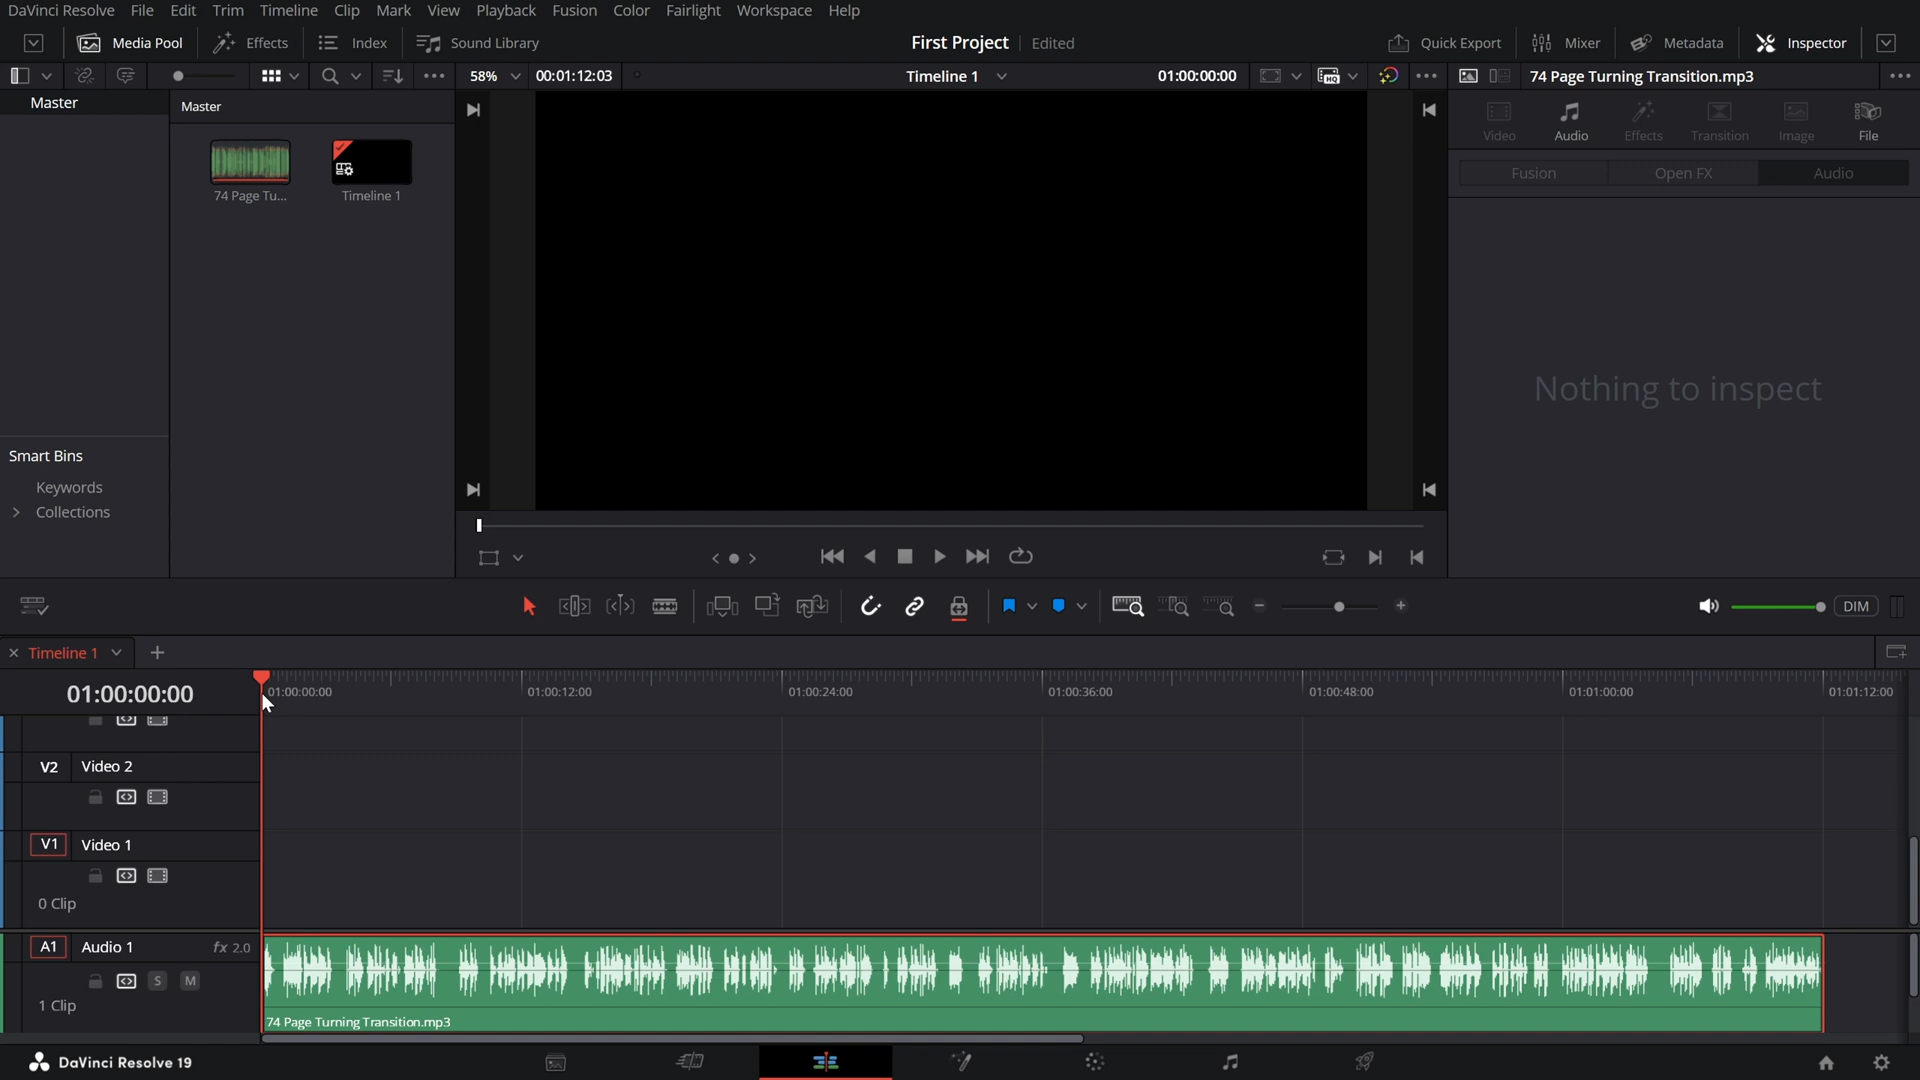 DaVinci Resolve File Edit Trim Timeline Clip Mark View Playback Fusion Color Fairlight Workspace Help
Media Pool Effects Index Sound Library First Project Edited Quick Export Mixer Metadata Inspector
58% 00:01:12:03 Timeline 1 01:00:00:00 74 Page Turning Transition.mp3
Master Master
Video Audio Effects Transition Image File
Fusion Open FX Audio
74 Page Tu... Timeline 1
Nothing to inspect
Smart Bins
Keywords
Collections
DIM
Timeline 1
01:00:00:00 01:00:00:00 01:00:12:00 01:00:24:00 01:00:36:00 01:00:48:00 01:01:00:00 01:01:12:00
V2 Video 2
V1 Video 1
0 Clip
A1 Audio 1 fx 2.0
S M
1 Clip
74 Page Turning Transition.mp3
DaVinci Resolve 19